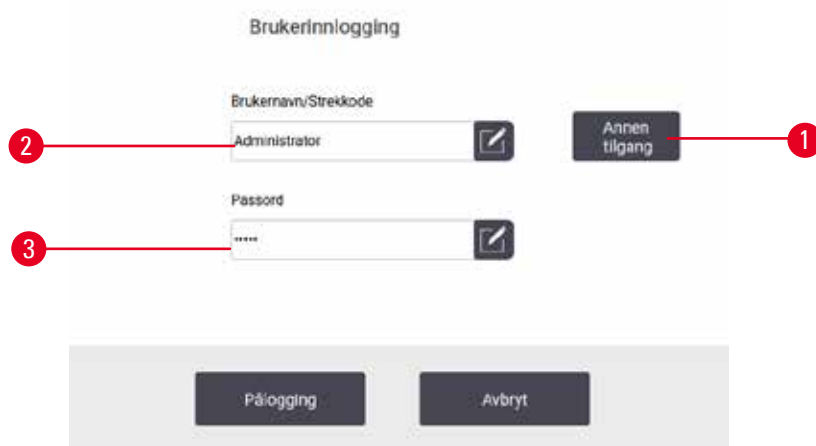 Brukerinnlogging
Brukernavn/Strekkode
2
Administrator
Annen
tilgang
1
Passord
3
•••••
Pålogging
Avbryt